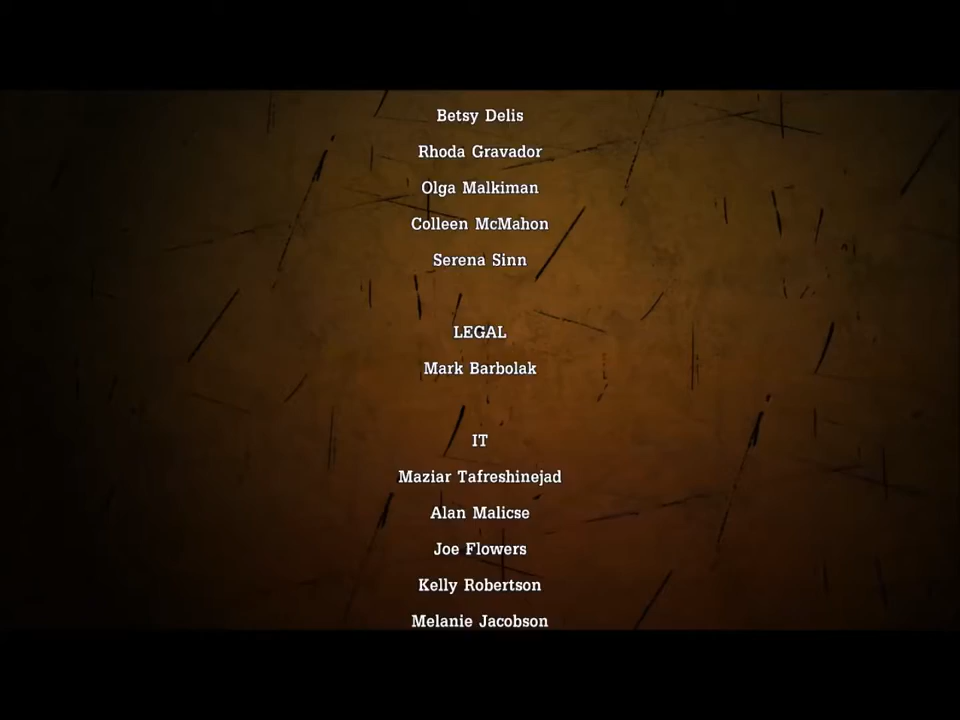 Betsy Delis
Rhoda Gravador
Olga Malkiman
Colleen McMahon
Serena Sinn
LEGAL
Mark Barbolak
IT
Maziar Tafreshinejad
Alan Malicse
Joe Flowers
Kelly Robertson
Melanie Jacobson